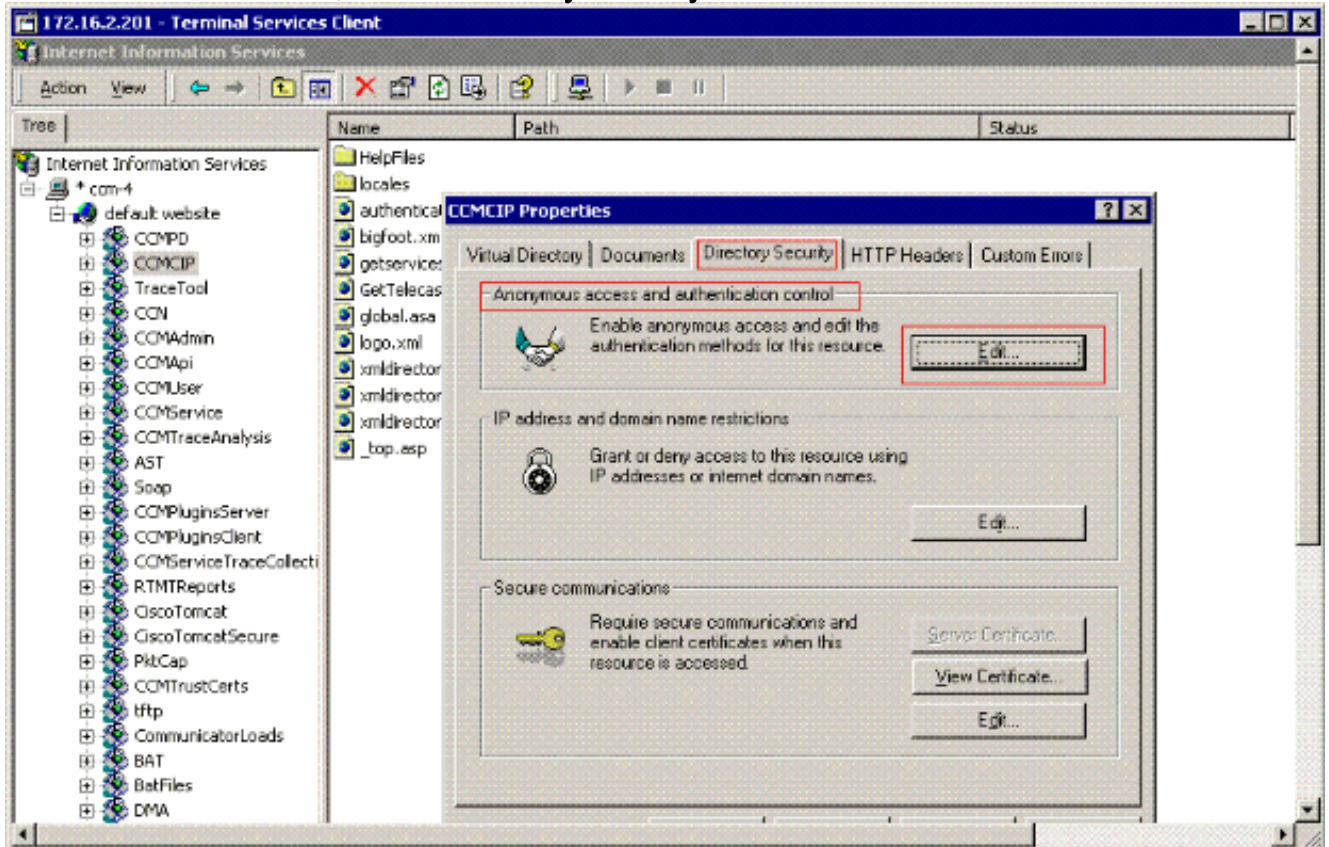 172.16.2.201 - Terminal Services Client
Internet Information Services
Action View
Tree
Name Path Status
Internet Information Services
* ccm-4
default website
CCMPD
CCMCIP
TraceTool
CCN
CCMAdmin
CCMApi
CCMUser
CCMService
CCMTraceAnalysis
AST
Soap
CCMPluginsServer
CCMPluginsClient
CCMServiceTraceCollecti
RTMTReports
CiscoTomcat
CiscoTomcatSecure
PktCap
CCMTrustCerts
tftp
CommunicatorLoads
BAT
BatFiles
DMA
HelpFiles
locales
authenticat
bigfoot.xm
getservices
GetTelecas
global.asa
logo.xml
xmldirector
xmldirector
xmldirector
_top.asp
CCMCIP Properties
Virtual Directory Documents Directory Security HTTP Headers Custom Errors
Anonymous access and authentication control
Enable anonymous access and edit the
authentication methods for this resource.
Edit...
IP address and domain name restrictions
Grant or deny access to this resource using
IP addresses or internet domain names.
Edit...
Secure communications
Require secure communications and
enable client certificates when this
resource is accessed.
Server Certificate...
View Certificate...
Edit...